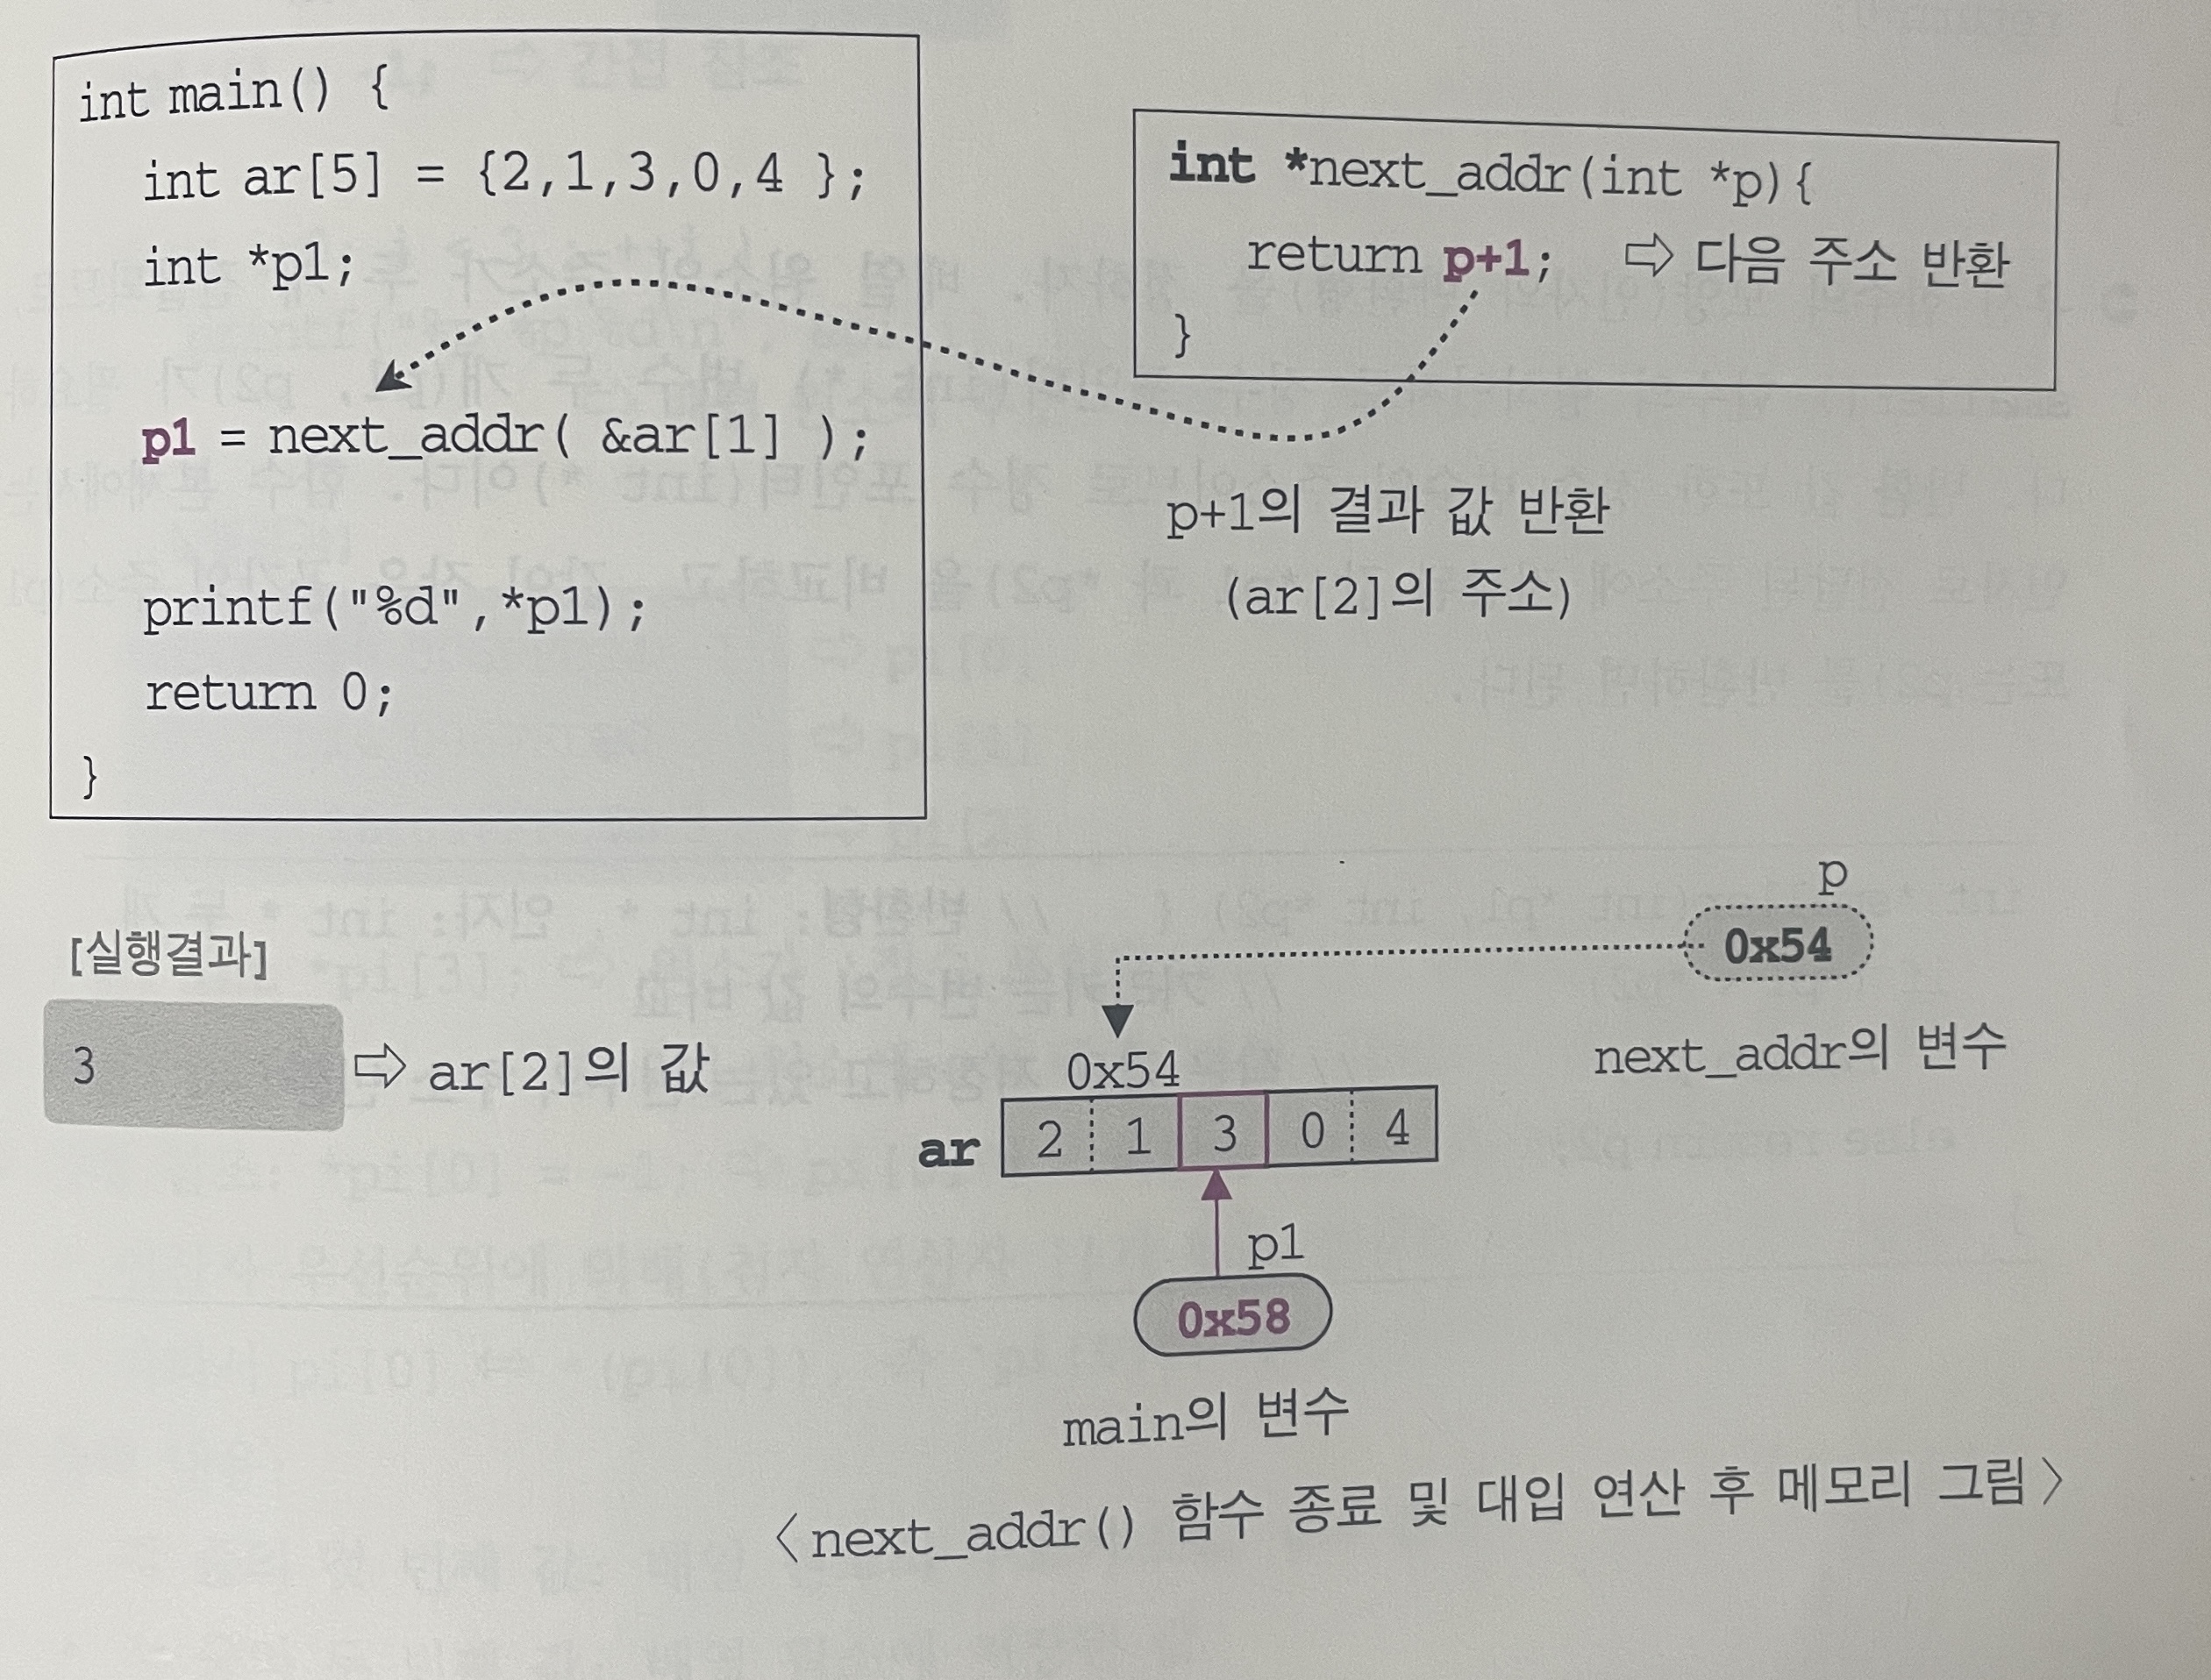 int main() {
int ar[5] = {2,1,3,0,4 };
int *p1;
p1 = next_addr( &ar[1] );
printf("%d",*p1);
return 0;
}
int *next_addr(int *p){
return p+1; ⇨ 다음 주소 반환
}
p+1의 결과 값 반환
(ar[2]의 주소)
[실행결과]
3 ⇨ ar[2]의 값
p
0x54
next_addr의 변수
0x54
ar 2 1 3 0 4
p1
0x58
main의 변수
〈next_addr() 함수 종료 및 대입 연산 후 메모리 그림〉